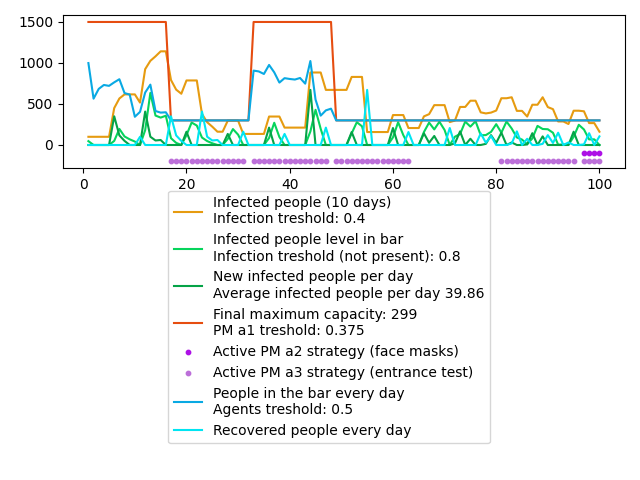 1500
1000
500
0
0 20 40 60 80 100
Infected people (10 days)
Infection treshold: 0.4
Infected people level in bar
Infection treshold (not present): 0.8
New infected people per day
Average infected people per day 39.86
Final maximum capacity: 299
PM a1 treshold: 0.375
Active PM a2 strategy (face masks)
Active PM a3 strategy (entrance test)
People in the bar every day
Agents treshold: 0.5
Recovered people every day